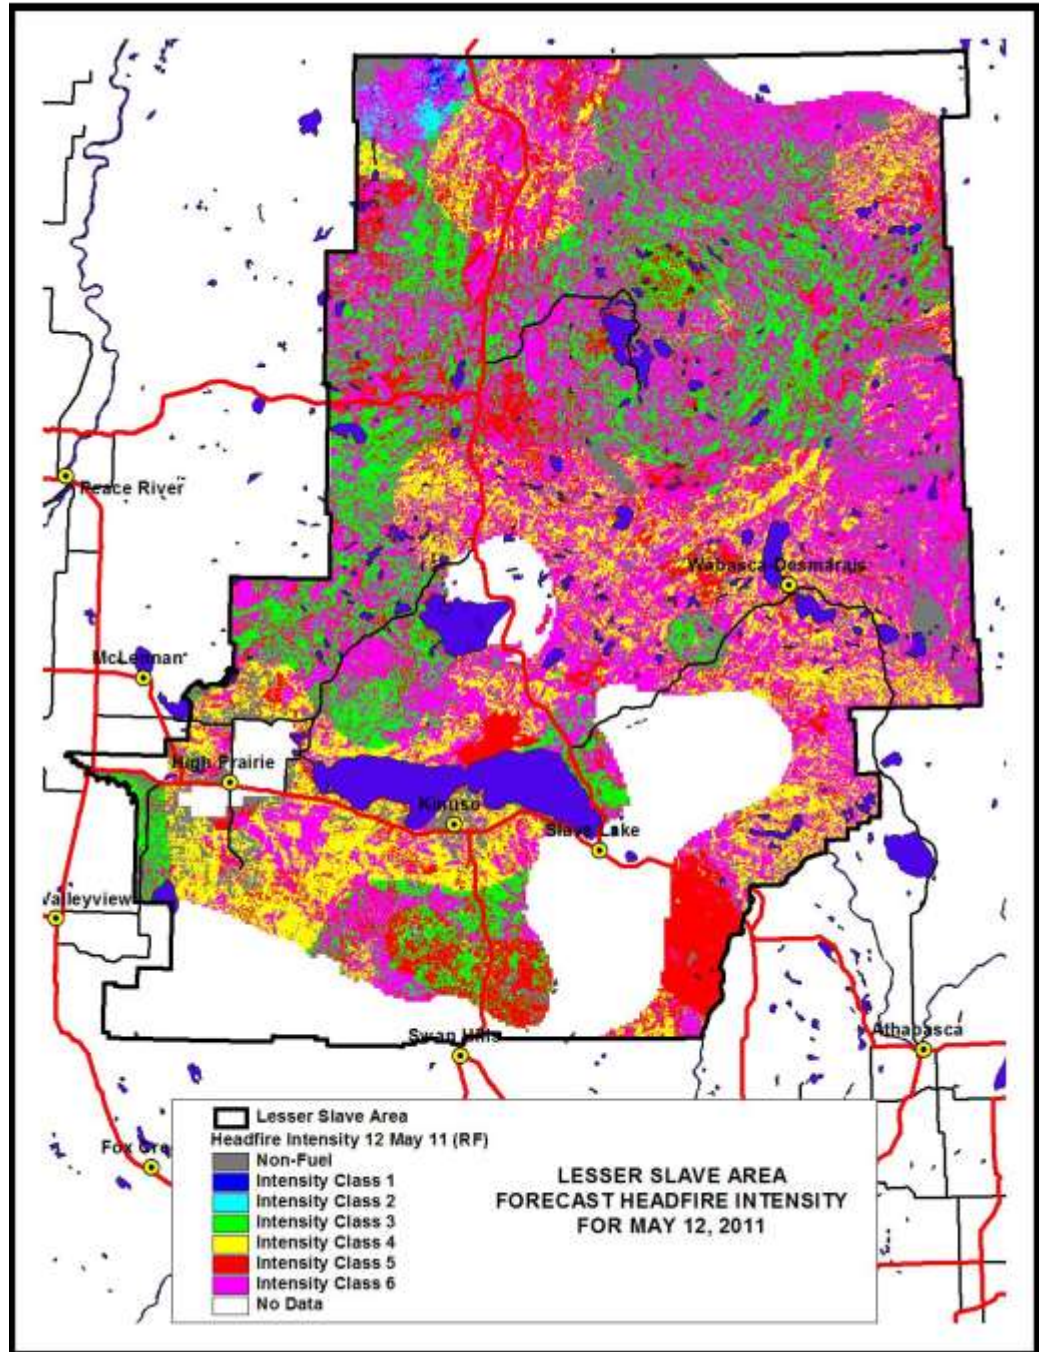 Peace River
Wabasca Desmarais
McLennan
High Prairie
Kinuso
Slave Lake
Valleyview
Swan Hills
Athabasca
Fox Cre
Lesser Slave Area
Headfire Intensity 12 May 11 (RF)
Non-Fuel
Intensity Class 1
Intensity Class 2
Intensity Class 3
Intensity Class 4
Intensity Class 5
Intensity Class 6
No Data
LESSER SLAVE AREA
FORECAST HEADFIRE INTENSITY
FOR MAY 12, 2011